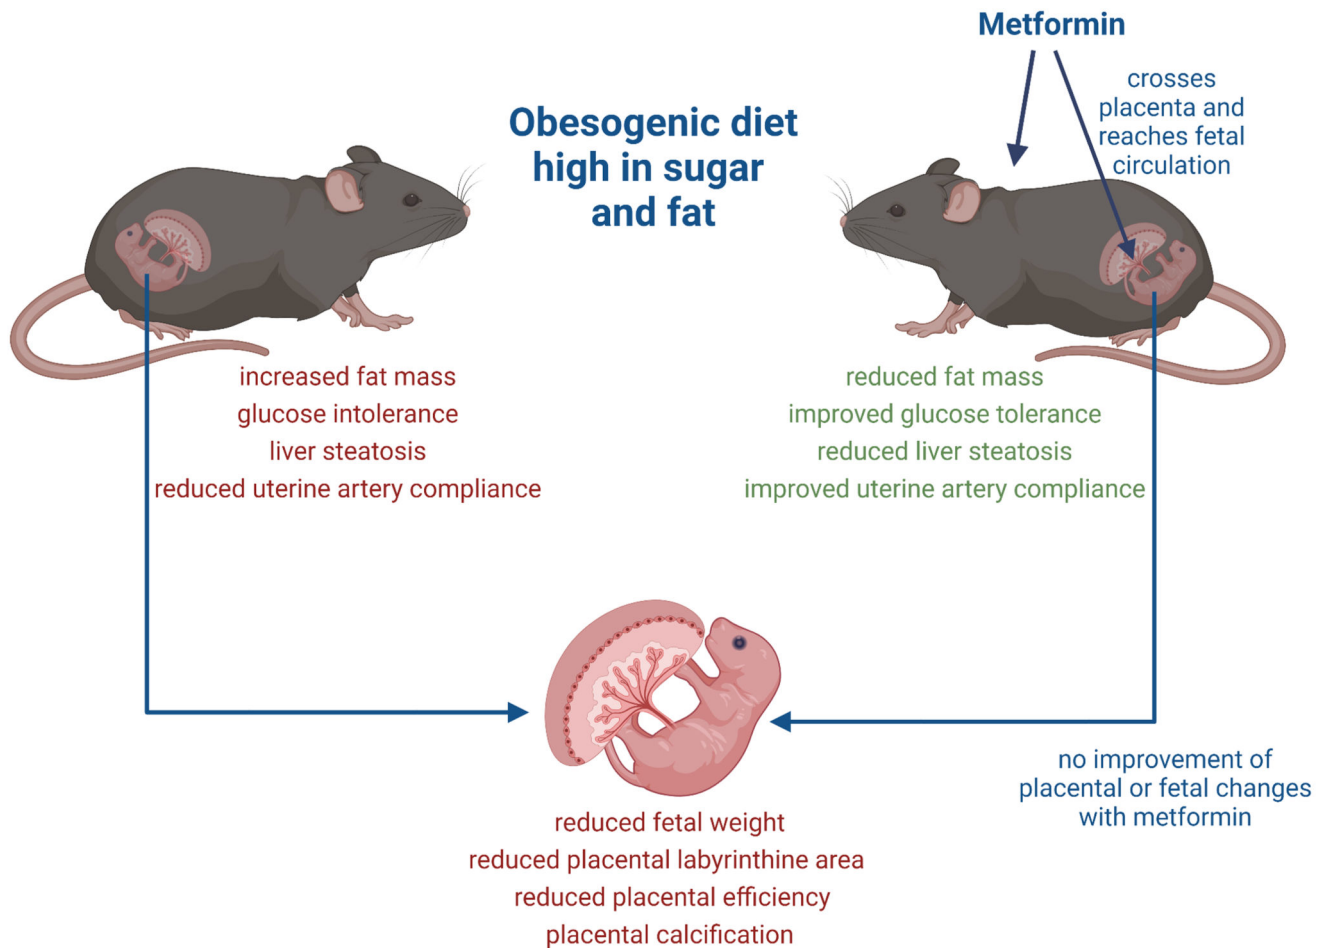 Metformin
crosses
placenta and
reaches fetal
circulation
Obesogenic diet
high in sugar
and fat
increased fat mass
glucose intolerance
liver steatosis
reduced uterine artery compliance
reduced fat mass
improved glucose tolerance
reduced liver steatosis
improved uterine artery compliance
no improvement of
placental or fetal changes
with metformin
reduced fetal weight
reduced placental labyrinthine area
reduced placental efficiency
placental calcification